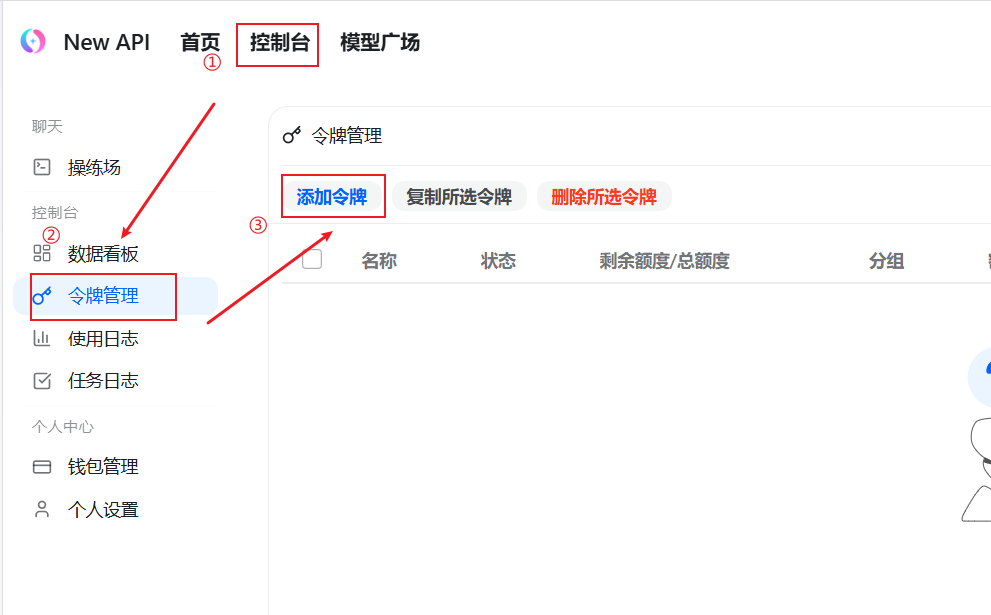 New API 首页 控制台 模型广场
①
聊天
令牌管理
操练场
添加令牌 复制所选令牌 删除所选令牌
控制台
③
②
数据看板
名称 状态 剩余额度/总额度 分组
令牌管理
使用日志
任务日志
个人中心
钱包管理
个人设置